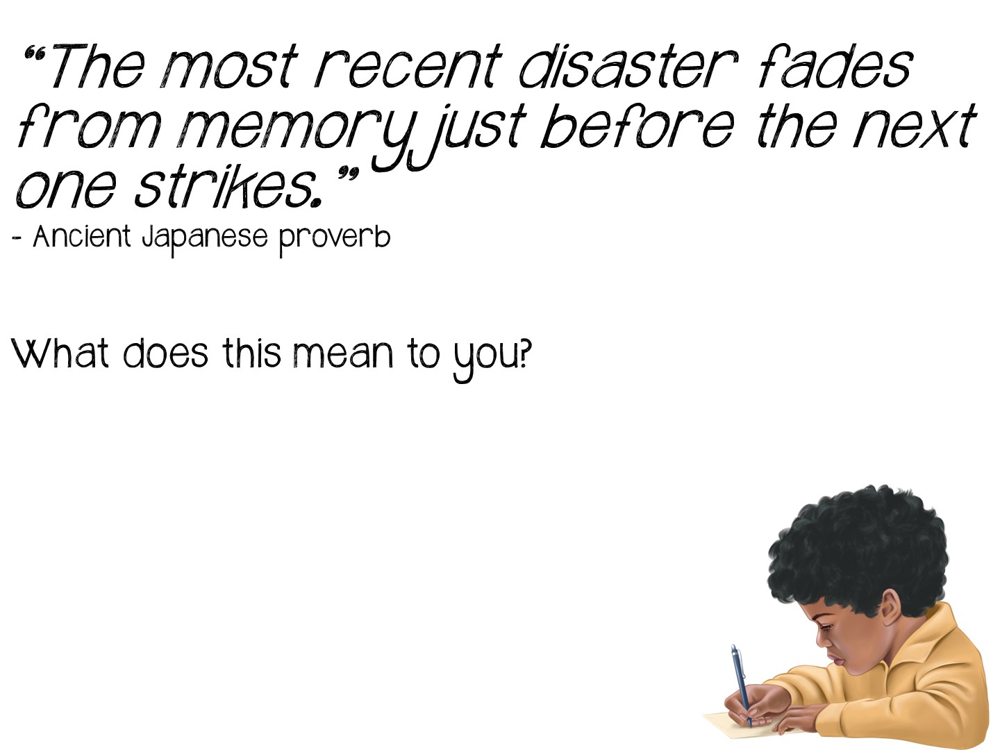 “The most recent disaster fades
from memory just before the next
one strikes.”
- Ancient Japanese proverb
What does this mean to you?